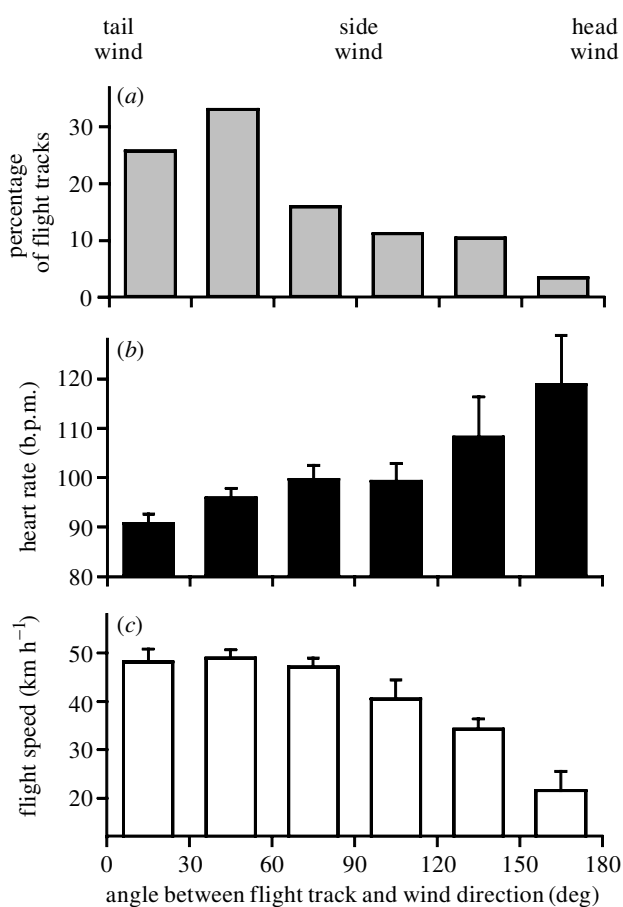 tail wind
side wind
head wind
(a)
percentage of flight tracks
30
20
10
0
(b)
heart rate (b.p.m.)
120
110
100
90
80
(c)
flight speed (km h⁻¹)
50
40
30
20
0 30 60 90 120 150 180
angle between flight track and wind direction (deg)